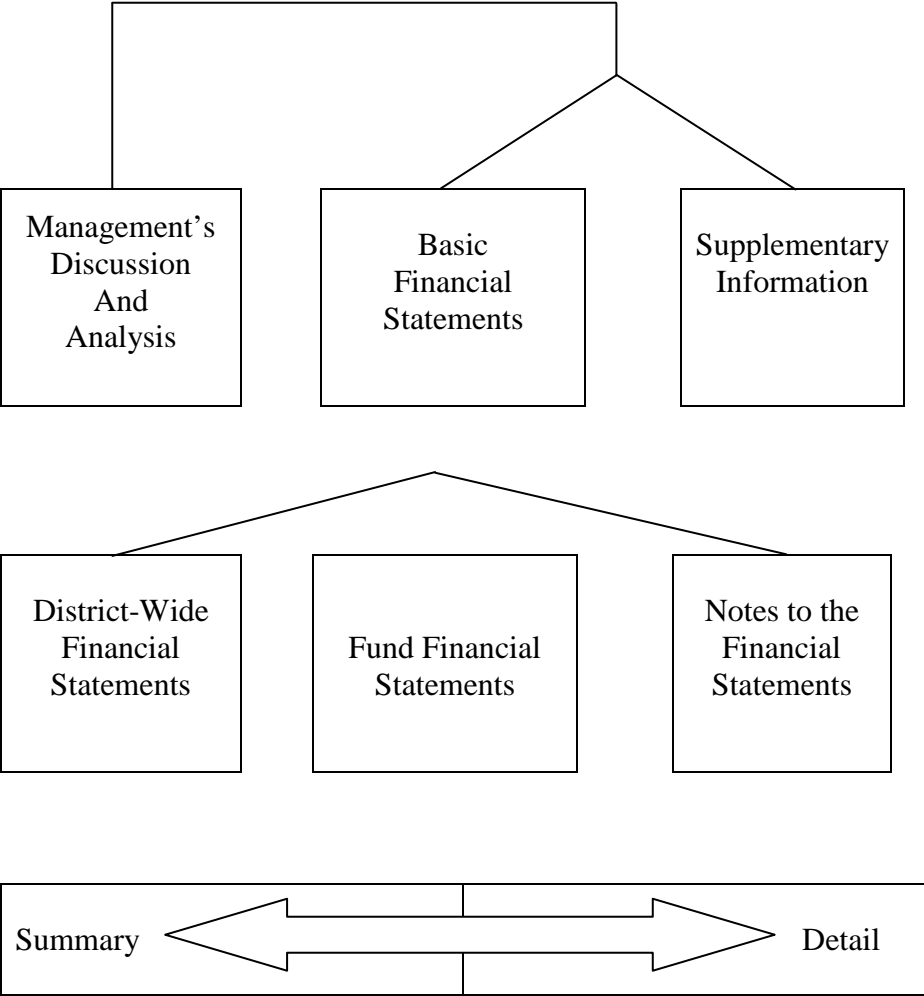 Management’s
Discussion
And
Analysis
Basic
Financial
Statements
Supplementary
Information
District-Wide
Financial
Statements
Fund Financial
Statements
Notes to the
Financial
Statements
Summary
Detail